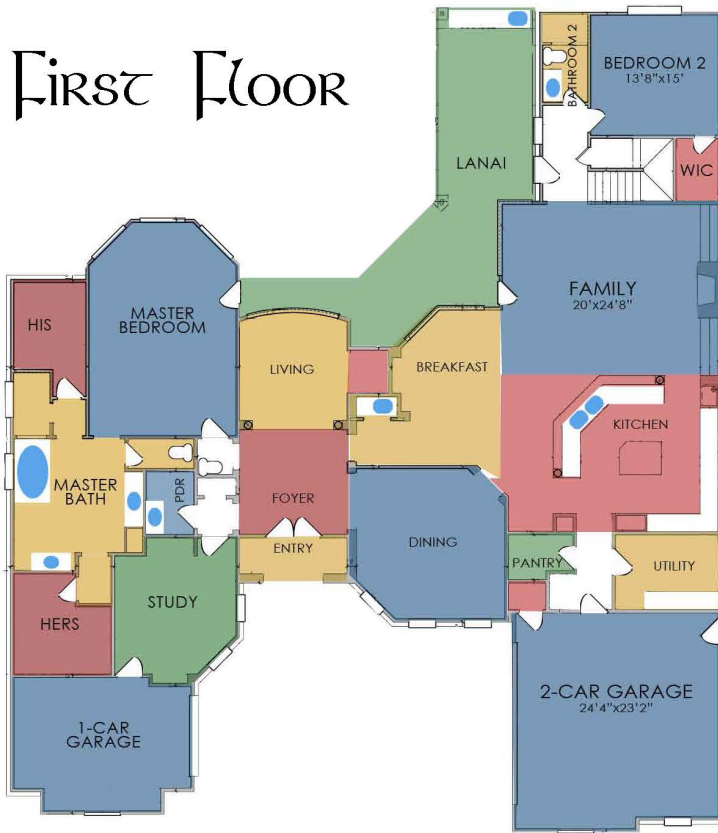 First Floor
BATHROOM 2
BEDROOM 2
13'8"x15'
LANAI
WIC
FAMILY
20'x24'8"
MASTER
BEDROOM
HIS
LIVING
BREAKFAST
KITCHEN
MASTER
BATH
PDR
FOYER
DINING
ENTRY
PANTRY
UTILITY
STUDY
HERS
2-CAR GARAGE
24'4"x23'2"
1-CAR
GARAGE